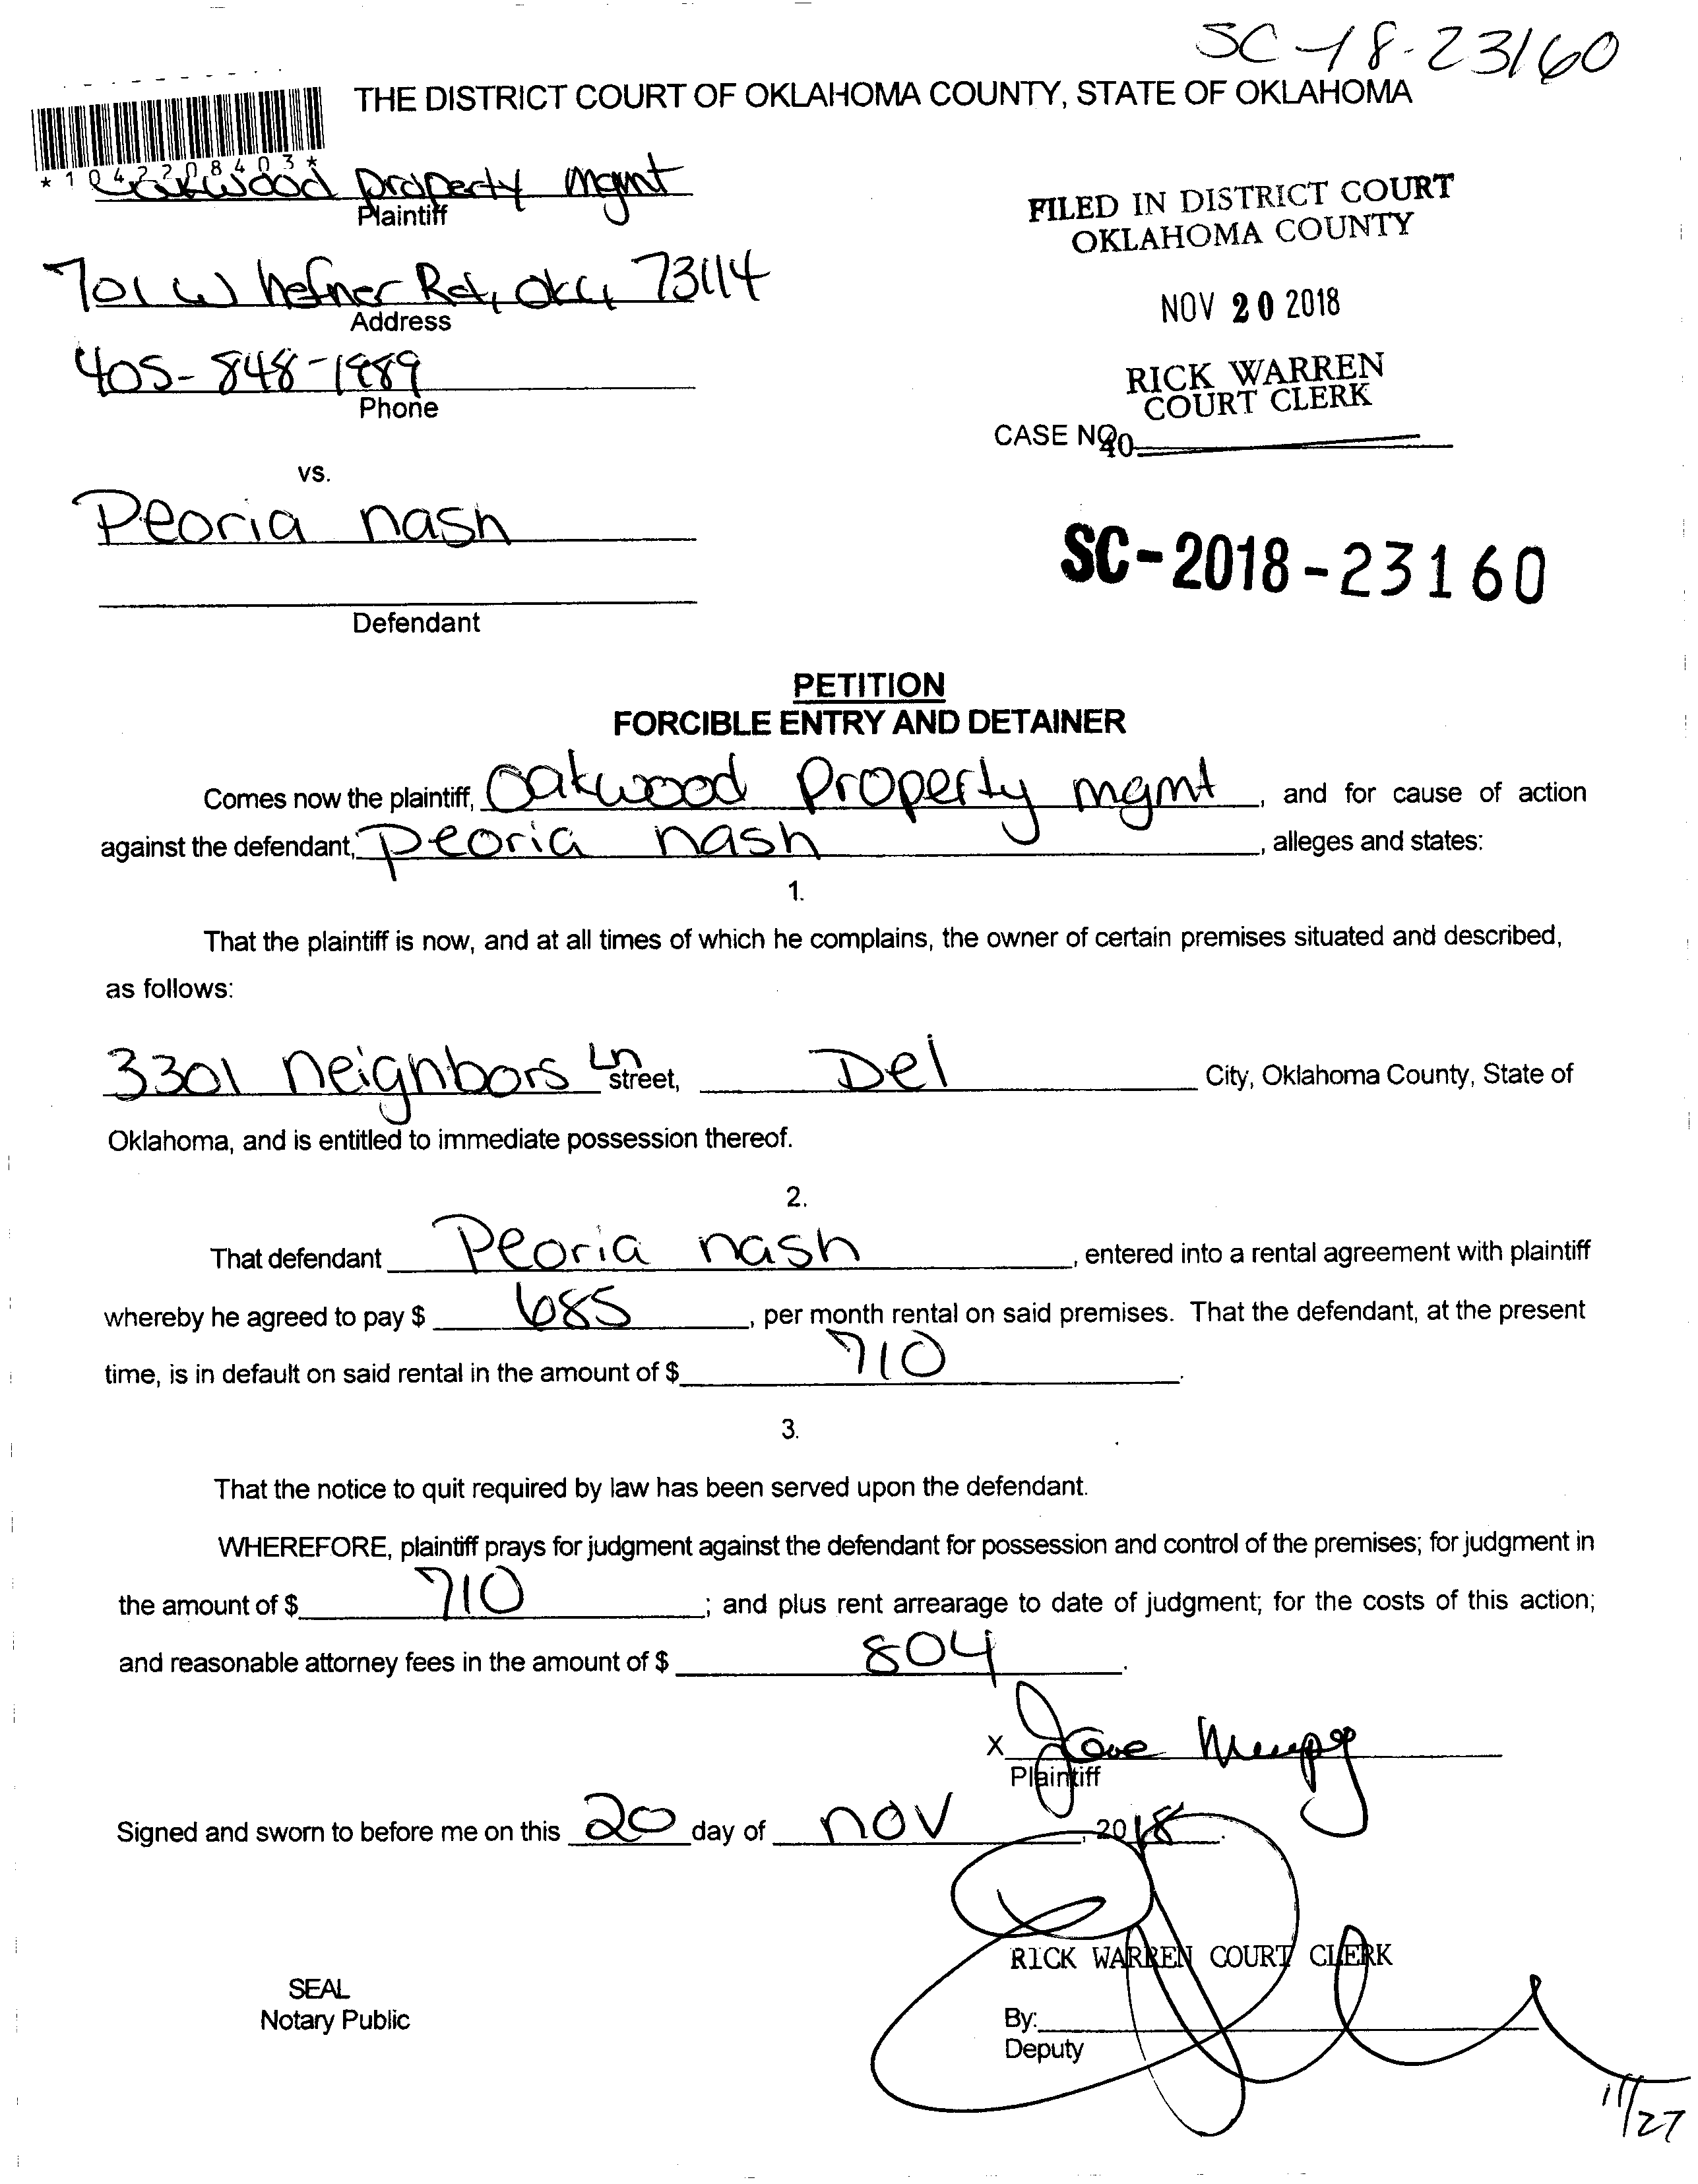 SC-18-23160
THE DISTRICT COURT OF OKLAHOMA COUNTY, STATE OF OKLAHOMA
*1042208403*
Oakwood property mgmt
Plaintiff
FILED IN DISTRICT COURT
OKLAHOMA COUNTY
701 W hefner Rd, OKC, 73114
Address
NOV 20 2018
405-848-1989
Phone
RICK WARREN
COURT CLERK
CASE NO.
40
vs.
Peoria nash
SC-2018-23160
Defendant
PETITION
FORCIBLE ENTRY AND DETAINER
Comes now the plaintiff, Oakwood Property mgmt, and for cause of action
against the defendant, Peoria nash, alleges and states:
1.
That the plaintiff is now, and at all times of which he complains, the owner of certain premises situated and described,
as follows:
3301 neighbors Ln street, Del City, Oklahoma County, State of
Oklahoma, and is entitled to immediate possession thereof.
2.
That defendant Peoria nash, entered into a rental agreement with plaintiff
whereby he agreed to pay $ 685, per month rental on said premises. That the defendant, at the present
time, is in default on said rental in the amount of $ 710.
3.
That the notice to quit required by law has been served upon the defendant.
WHEREFORE, plaintiff prays for judgment against the defendant for possession and control of the premises; for judgment in
the amount of $ 710; and plus rent arrearage to date of judgment; for the costs of this action;
and reasonable attorney fees in the amount of $ 804.
X
Plaintiff
Signed and sworn to before me on this 20 day of nov, 2018.
RICK WARREN COURT CLERK
SEAL
Notary Public
By:
Deputy
11/27